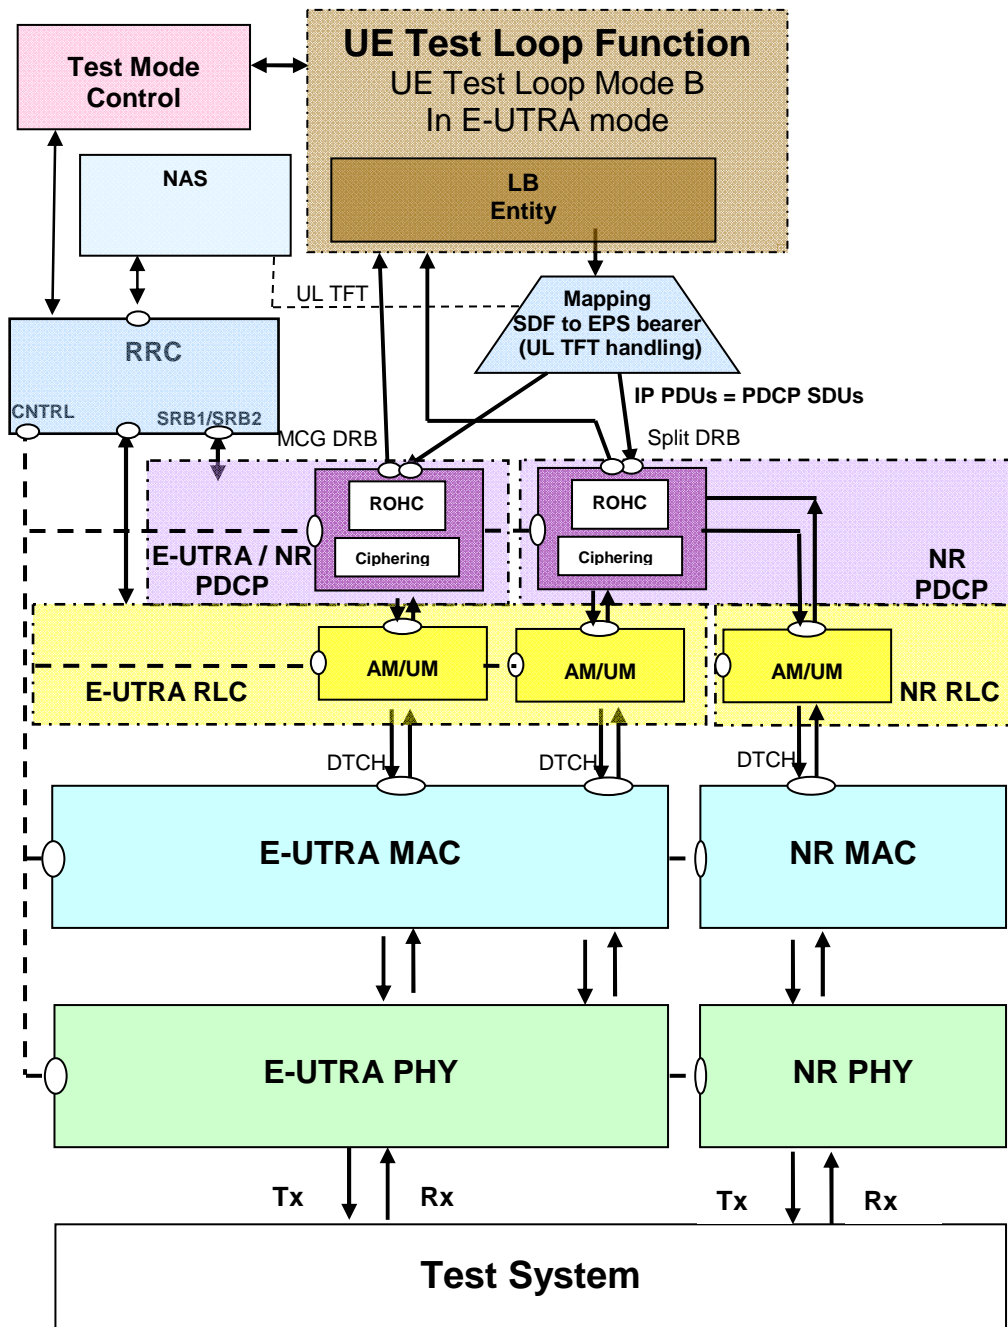 UE Test Loop Function
UE Test Loop Mode B
In E-UTRA mode
Test Mode
Control
NAS
LB
Entity
UL TFT
Mapping
SDF to EPS bearer
(UL TFT handling)
RRC
CNTRL
SRB1/SRB2
IP PDUs = PDCP SDUs
MCG DRB
Split DRB
ROHC
Ciphering
ROHC
Ciphering
E-UTRA / NR
PDCP
NR
PDCP
AM/UM
AM/UM
AM/UM
E-UTRA RLC
NR RLC
DTCH
DTCH
DTCH
E-UTRA MAC
NR MAC
E-UTRA PHY
NR PHY
Tx
Rx
Tx
Rx
Test System